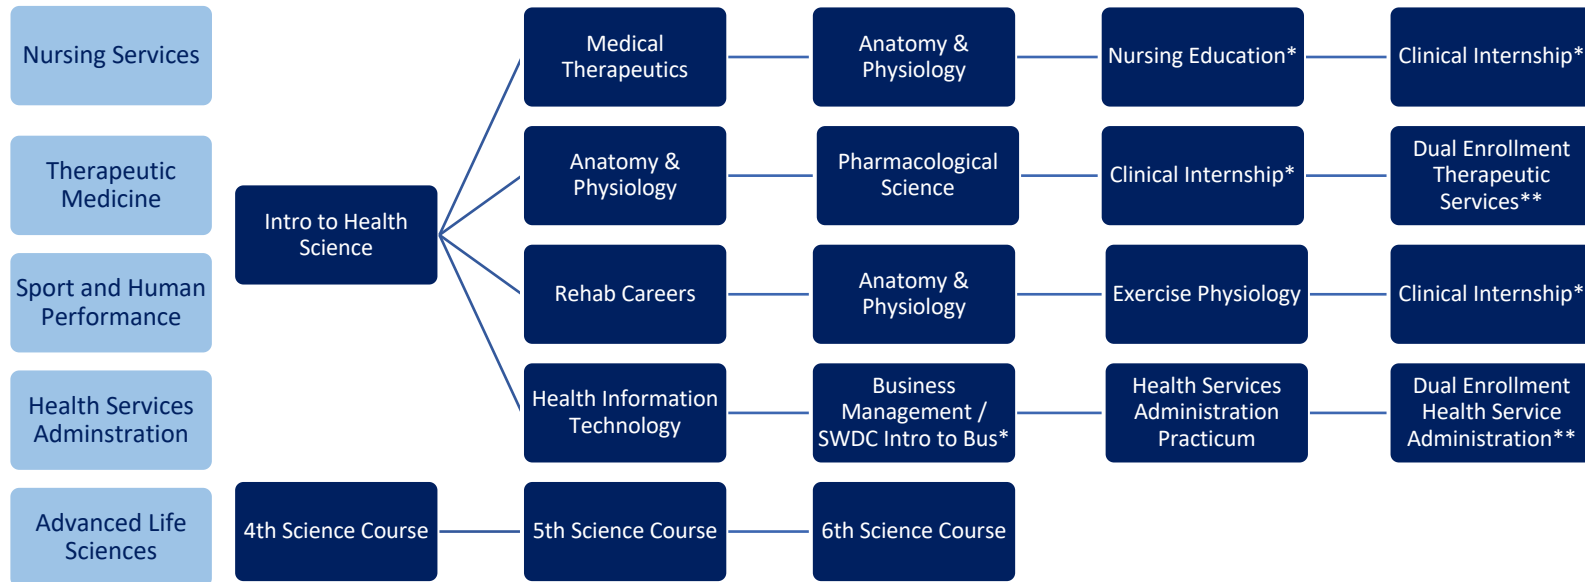 Nursing Services
Medical
Therapeutics
Anatomy &
Physiology
Nursing Education*
Clinical Internship*
Therapeutic
Medicine
Intro to Health
Science
Anatomy &
Physiology
Pharmacological
Science
Clinical Internship*
Dual Enrollment
Therapeutic
Services**
Sport and Human
Performance
Rehab Careers
Anatomy &
Physiology
Exercise Physiology
Clinical Internship*
Health Services
Adminstration
Health Information
Technology
Business
Management /
SWDC Intro to Bus*
Health Services
Administration
Practicum
Dual Enrollment
Health Service
Administration**
Advanced Life
Sciences
4th Science Course
5th Science Course
6th Science Course